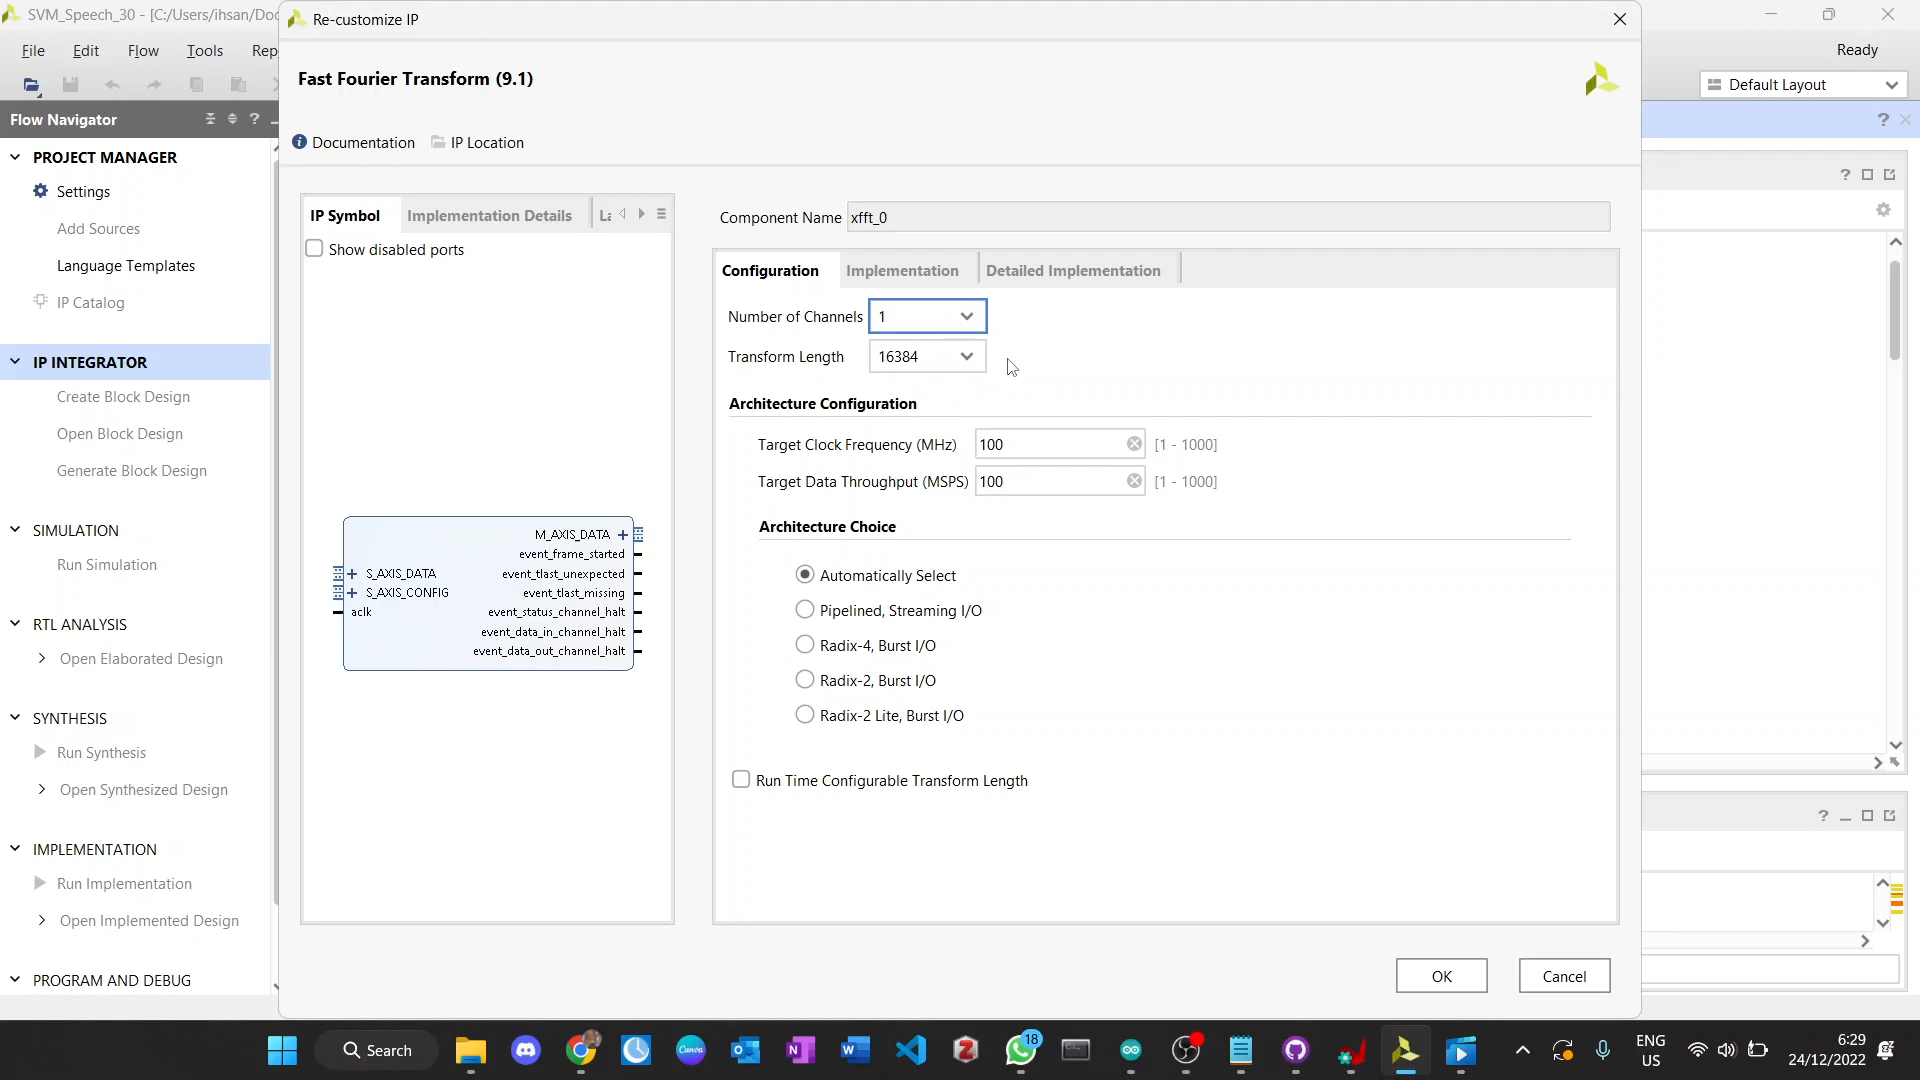 SVM_Speech_30 - [C:/Users/ihsan/Doc
File
Edit
Flow
Tools
Rep
Ready
Default Layout
Flow Navigator
PROJECT MANAGER
Settings
Add Sources
Language Templates
IP Catalog
IP INTEGRATOR
Create Block Design
Open Block Design
Generate Block Design
SIMULATION
Run Simulation
RTL ANALYSIS
Open Elaborated Design
SYNTHESIS
Run Synthesis
Open Synthesized Design
IMPLEMENTATION
Run Implementation
Open Implemented Design
PROGRAM AND DEBUG
Re-customize IP
Fast Fourier Transform (9.1)
Documentation
IP Location
IP Symbol
Implementation Details
La
Show disabled ports
M_AXIS_DATA
event_frame_started
S_AXIS_DATA
event_tlast_unexpected
S_AXIS_CONFIG
event_tlast_missing
aclk
event_status_channel_halt
event_data_in_channel_halt
event_data_out_channel_halt
Component Name xfft_0
Configuration
Implementation
Detailed Implementation
Number of Channels 1
Transform Length 16384
Architecture Configuration
Target Clock Frequency (MHz) 100 [1 - 1000]
Target Data Throughput (MSPS) 100 [1 - 1000]
Architecture Choice
Automatically Select
Pipelined, Streaming I/O
Radix-4, Burst I/O
Radix-2, Burst I/O
Radix-2 Lite, Burst I/O
Run Time Configurable Transform Length
OK
Cancel
Search
18
ENG
US
6:29
24/12/2022